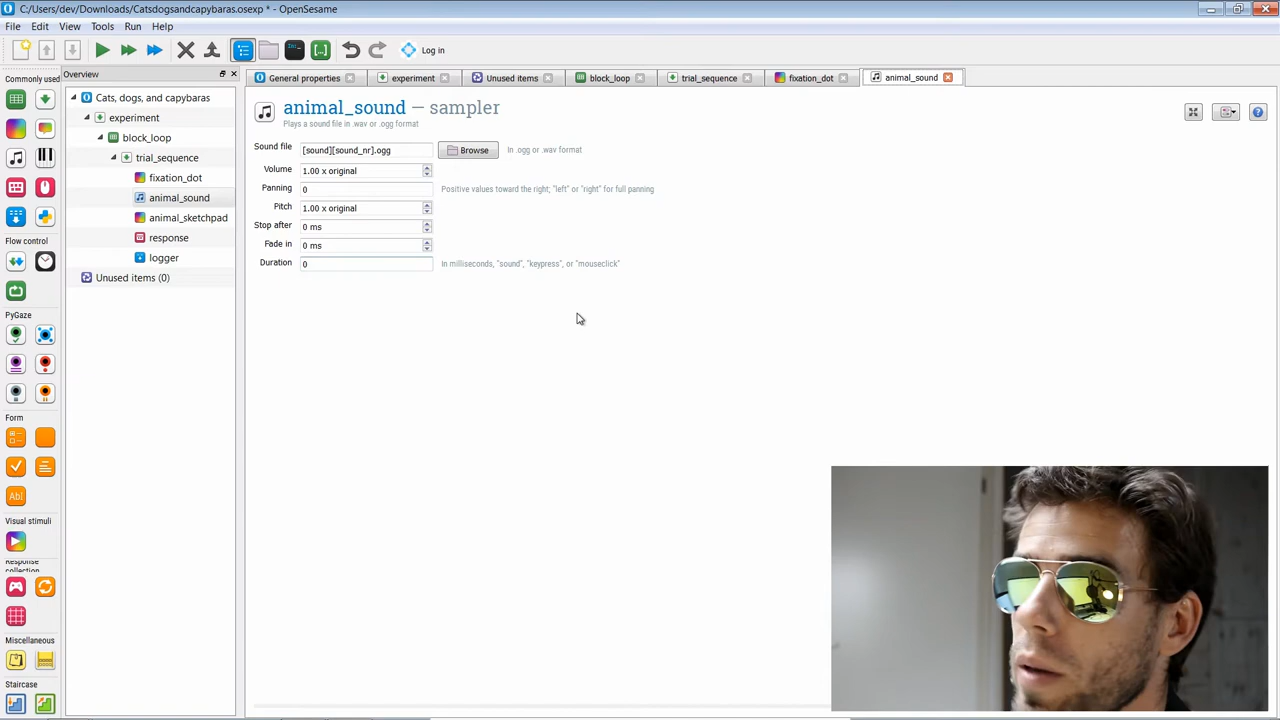 C:/Users/dev/Downloads/Catsdogsandcapybaras.osexp * - OpenSesame
File Edit View Tools Run Help
Log in
Commonly used
Flow control
PyGaze
Form
Abl
Visual stimuli
Response
collection
Miscellaneous
Staircase
Overview
Cats, dogs, and capybaras
experiment
block_loop
trial_sequence
fixation_dot
animal_sound
animal_sketchpad
response
logger
Unused items (0)
General properties experiment Unused items block_loop trial_sequence fixation_dot animal_sound
animal_sound — sampler
Plays a sound file in .wav or .ogg format
Sound file [sound][sound_nr].ogg Browse In .ogg or .wav format
Volume 1.00 x original
Panning 0 Positive values toward the right; "left" or "right" for full panning
Pitch 1.00 x original
Stop after 0 ms
Fade in 0 ms
Duration 0 In milliseconds, "sound", "keypress", or "mouseclick"